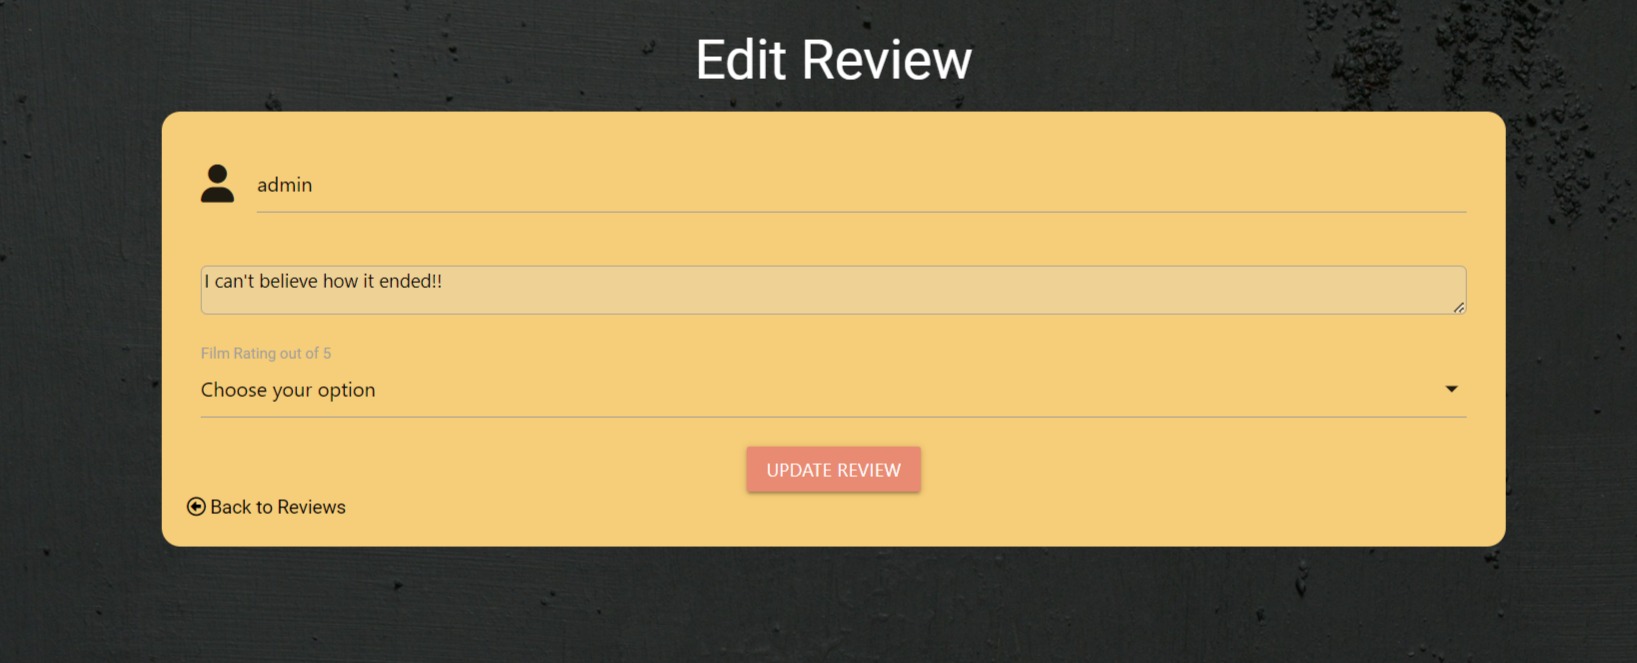 Edit Review
admin
I can't believe how it ended!!
Film Rating out of 5
Choose your option
UPDATE REVIEW
Back to Reviews